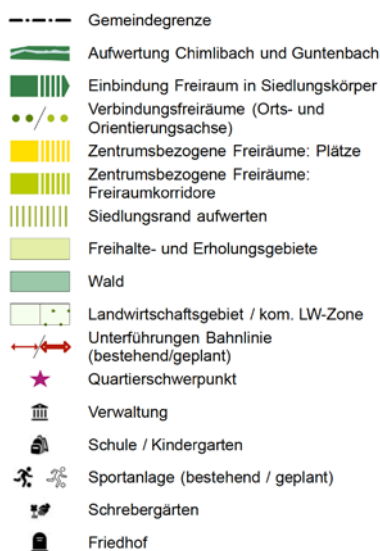 Gemeindegrenze
Aufwertung Chimlibach und Guntenbach
Einbindung Freiraum in Siedlungskörper
Verbindungsfreiräume (Orts- und
Orientierungsachse)
Zentrumsbezogene Freiräume: Plätze
Zentrumsbezogene Freiräume:
Freiraumkorridore
Siedlungsrand aufwerten
Freihalte- und Erholungsgebiete
Wald
Landwirtschaftsgebiet / kom. LW-Zone
Unterführungen Bahnlinie
(bestehend/geplant)
Quartierschwerpunkt
Verwaltung
Schule / Kindergarten
Sportanlage (bestehend / geplant)
Schrebergärten
Friedhof